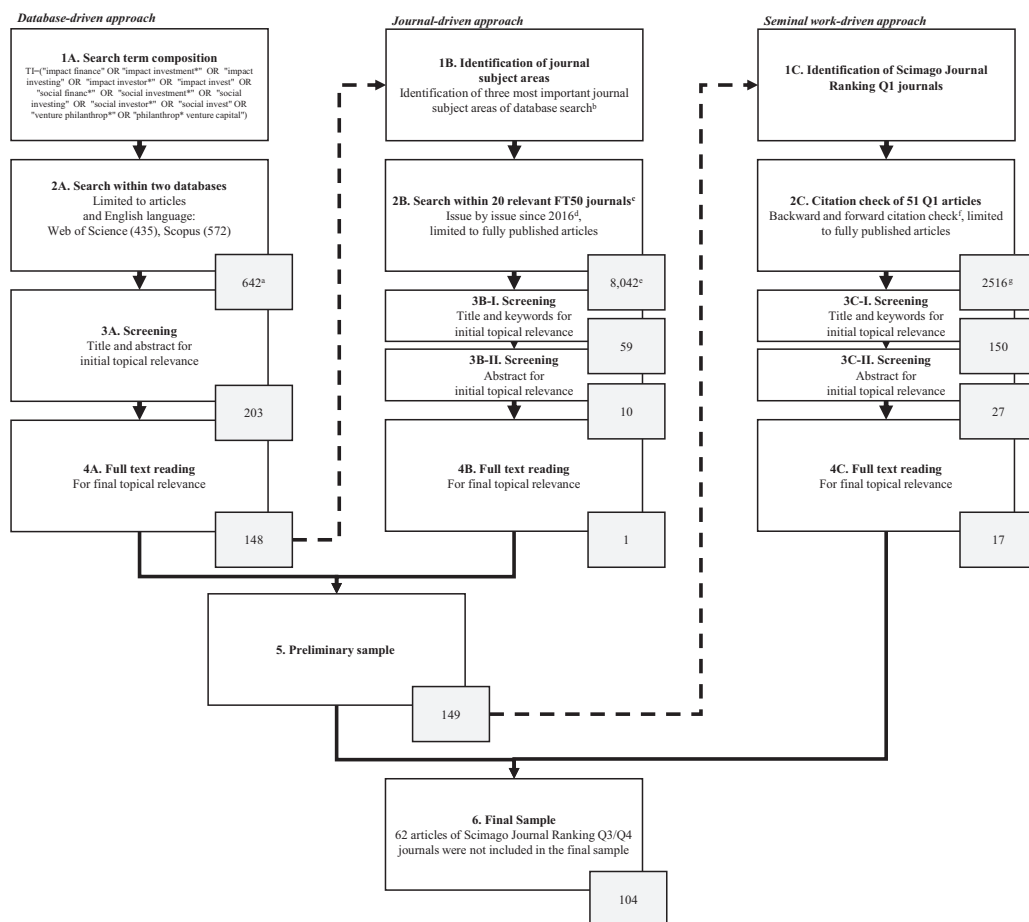 Database-driven approach
1A. Search term composition
TI=("impact finance" OR "impact investment*" OR "impact
investing" OR "impact investor*" OR "impact invest" OR
"social financ*" OR "social investment*" OR "social
investing" OR "social investor*" OR "social invest" OR
"venture philanthrop*" OR "philanthrop* venture capital")
2A. Search within two databases
Limited to articles
and English language:
Web of Science (435), Scopus (572)
642a
3A. Screening
Title and abstract for
initial topical relevance
203
4A. Full text reading
For final topical relevance
148
Journal-driven approach
1B. Identification of journal
subject areas
Identification of three most important journal
subject areas of database searchb
2B. Search within 20 relevant FT50 journalsc
Issue by issue since 2016d,
limited to fully published articles
8,042e
3B-I. Screening
Title and keywords for
initial topical relevance
59
3B-II. Screening
Abstract for
initial topical relevance
10
4B. Full text reading
For final topical relevance
1
Seminal work-driven approach
1C. Identification of Scimago Journal
Ranking Q1 journals
2C. Citation check of 51 Q1 articles
Backward and forward citation checkf, limited
to fully published articles
2516g
3C-I. Screening
Title and keywords for
initial topical relevance
150
3C-II. Screening
Abstract for
initial topical relevance
27
4C. Full text reading
For final topical relevance
17
5. Preliminary sample
149
6. Final Sample
62 articles of Scimago Journal Ranking Q3/Q4
journals were not included in the final sample
104